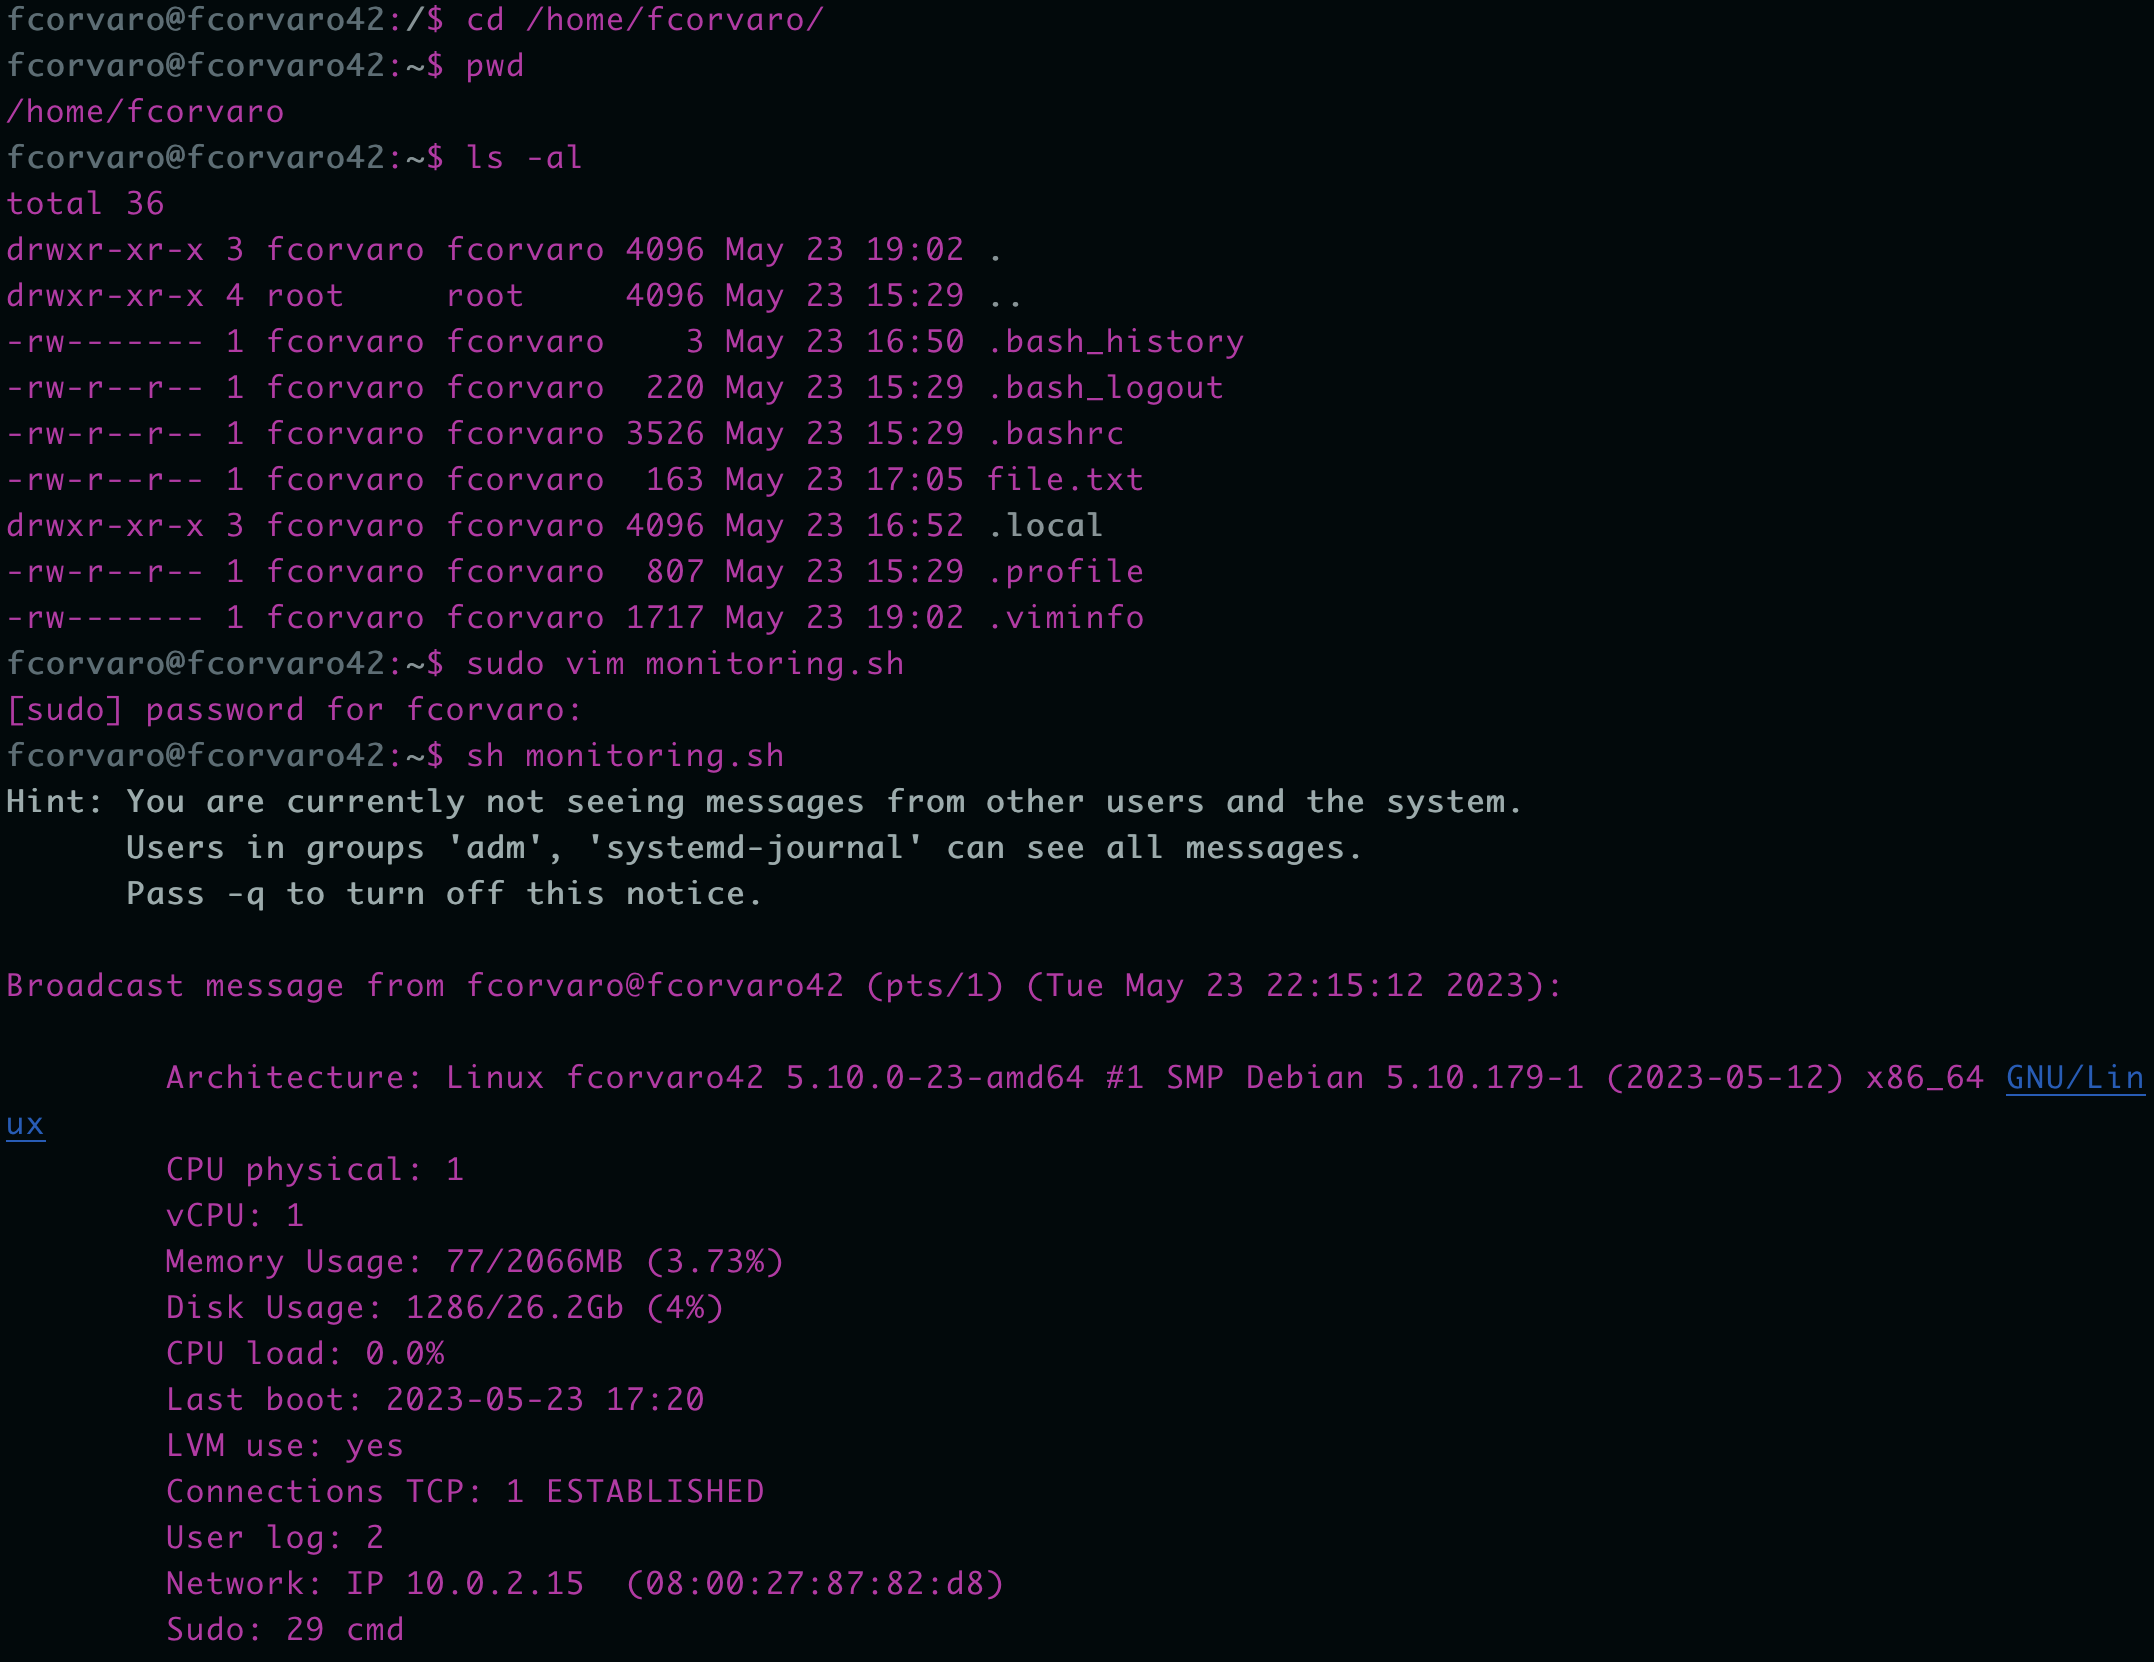 fcorvaro@fcorvaro42:/$ cd /home/fcorvaro/
fcorvaro@fcorvaro42:~$ pwd
/home/fcorvaro
fcorvaro@fcorvaro42:~$ ls -al
total 36
drwxr-xr-x 3 fcorvaro fcorvaro 4096 May 23 19:02 .
drwxr-xr-x 4 root     root     4096 May 23 15:29 ..
-rw------- 1 fcorvaro fcorvaro    3 May 23 16:50 .bash_history
-rw-r--r-- 1 fcorvaro fcorvaro  220 May 23 15:29 .bash_logout
-rw-r--r-- 1 fcorvaro fcorvaro 3526 May 23 15:29 .bashrc
-rw-r--r-- 1 fcorvaro fcorvaro  163 May 23 17:05 file.txt
drwxr-xr-x 3 fcorvaro fcorvaro 4096 May 23 16:52 .local
-rw-r--r-- 1 fcorvaro fcorvaro  807 May 23 15:29 .profile
-rw------- 1 fcorvaro fcorvaro 1717 May 23 19:02 .viminfo
fcorvaro@fcorvaro42:~$ sudo vim monitoring.sh
[sudo] password for fcorvaro:
fcorvaro@fcorvaro42:~$ sh monitoring.sh
Hint: You are currently not seeing messages from other users and the system.
      Users in groups 'adm', 'systemd-journal' can see all messages.
      Pass -q to turn off this notice.
Broadcast message from fcorvaro@fcorvaro42 (pts/1) (Tue May 23 22:15:12 2023):
        Architecture: Linux fcorvaro42 5.10.0-23-amd64 #1 SMP Debian 5.10.179-1 (2023-05-12) x86_64 GNU/Lin
ux
        CPU physical: 1
        vCPU: 1
        Memory Usage: 77/2066MB (3.73%)
        Disk Usage: 1286/26.2Gb (4%)
        CPU load: 0.0%
        Last boot: 2023-05-23 17:20
        LVM use: yes
        Connections TCP: 1 ESTABLISHED
        User log: 2
        Network: IP 10.0.2.15  (08:00:27:87:82:d8)
        Sudo: 29 cmd